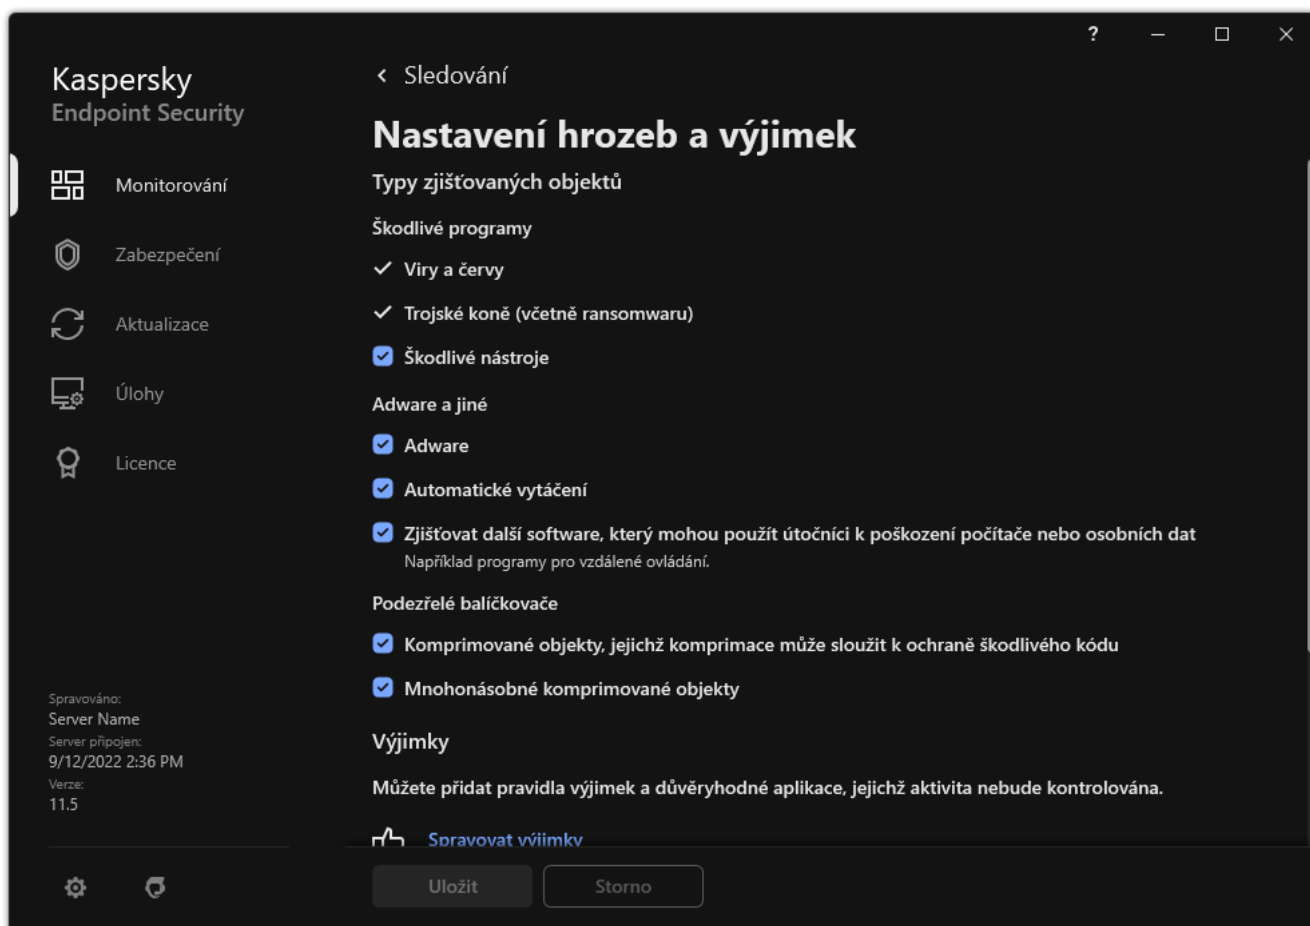 ?
Kaspersky
Endpoint Security
Monitorování
Zabezpečení
Aktualizace
Úlohy
Licence
Spravováno:
Server Name
Server připojen:
9/12/2022 2:36 PM
Verze:
11.5
Sledování
Nastavení hrozeb a výjimek
Typy zjišťovaných objektů
Škodlivé programy
Viry a červy
Trojské koně (včetně ransomwaru)
Škodlivé nástroje
Adware a jiné
Adware
Automatické vytáčení
Zjišťovat další software, který mohou použít útočníci k poškození počítače nebo osobních dat
Například programy pro vzdálené ovládání.
Podezřelé balíčkovače
Komprimované objekty, jejichž komprimace může sloužit k ochraně škodlivého kódu
Mnohonásobné komprimované objekty
Výjimky
Můžete přidat pravidla výjimek a důvěryhodné aplikace, jejichž aktivita nebude kontrolována.
Spravovat výjimky
Uložit
Storno